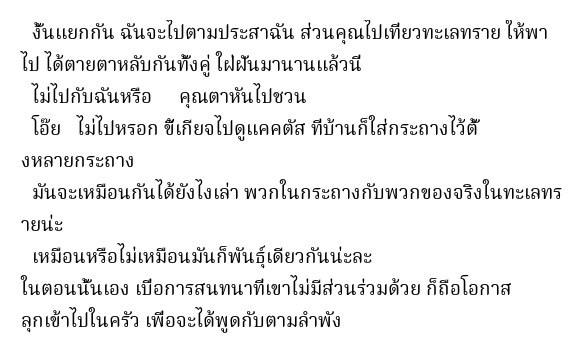 งั้นแยกกัน ฉันจะไปตามประสาฉัน ส่วนคุณไปเที่ยวทะเลทราย ให้พา
ไป ได้ตายตาหลับกันทั้งคู่ ใฝ่ฝันมานานแล้วนี่
ไม่ไปกับฉันหรือ คุณตาหันไปชวน
โอ๊ย ไม่ไปหรอก ขี้เกียจไปดูแคคตัส ที่บ้านก็ใส่กระถางไว้ตั้
งหลายกระถาง
มันจะเหมือนกันได้ยังไงเล่า พวกในกระถางกับพวกของจริงในทะเลทร
ายน่ะ
เหมือนหรือไม่เหมือนมันก็พันธุ์เดียวกันน่ะละ
ในตอนนั้นเอง เบื่อการสนทนาที่เขาไม่มีส่วนร่วมด้วย ก็ถือโอกาส
ลุกเข้าไปในครัว เพื่อจะได้พูดกับตามลำพัง